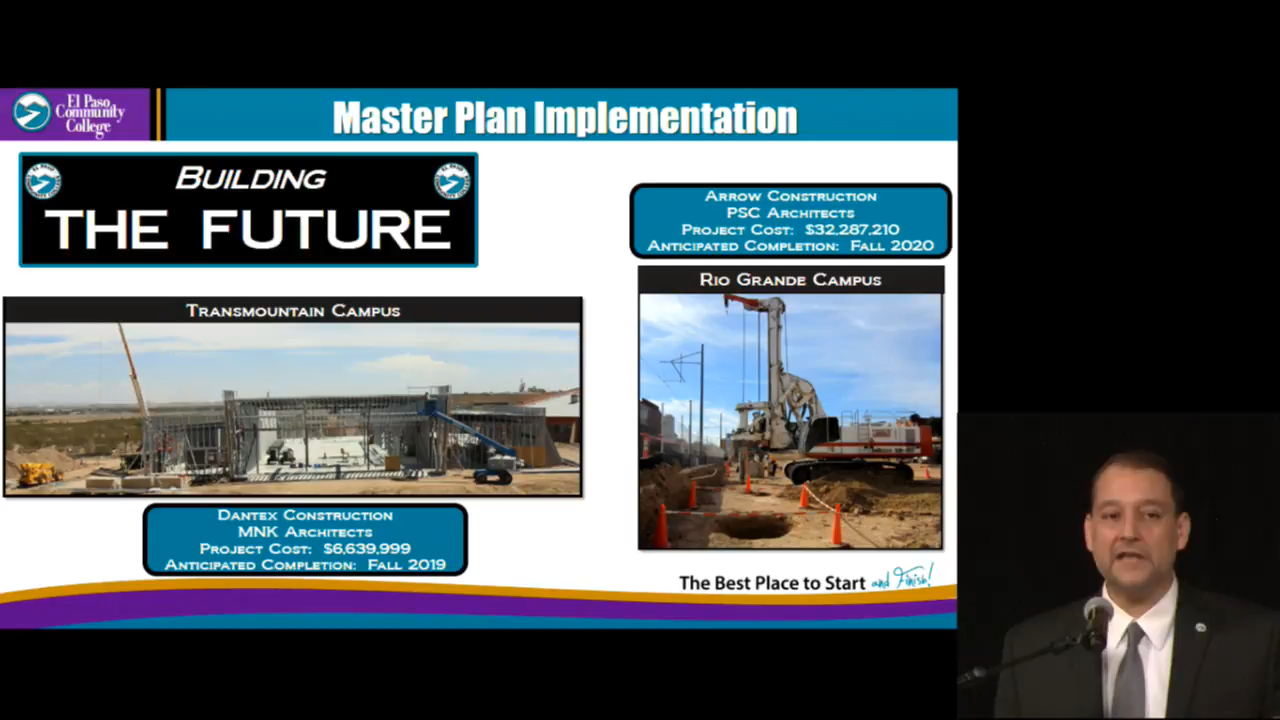 El Paso
Community
College
Master Plan Implementation
BUILDING
THE FUTURE
TRANSMOUNTAIN CAMPUS
DANTEX CONSTRUCTION
MNK ARCHITECTS
PROJECT COST: $6,639,999
ANTICIPATED COMPLETION: FALL 2019
ARROW CONSTRUCTION
PSC ARCHITECTS
PROJECT COST: $32,287,210
ANTICIPATED COMPLETION: FALL 2020
RIO GRANDE CAMPUS
The Best Place to Start and Finish!